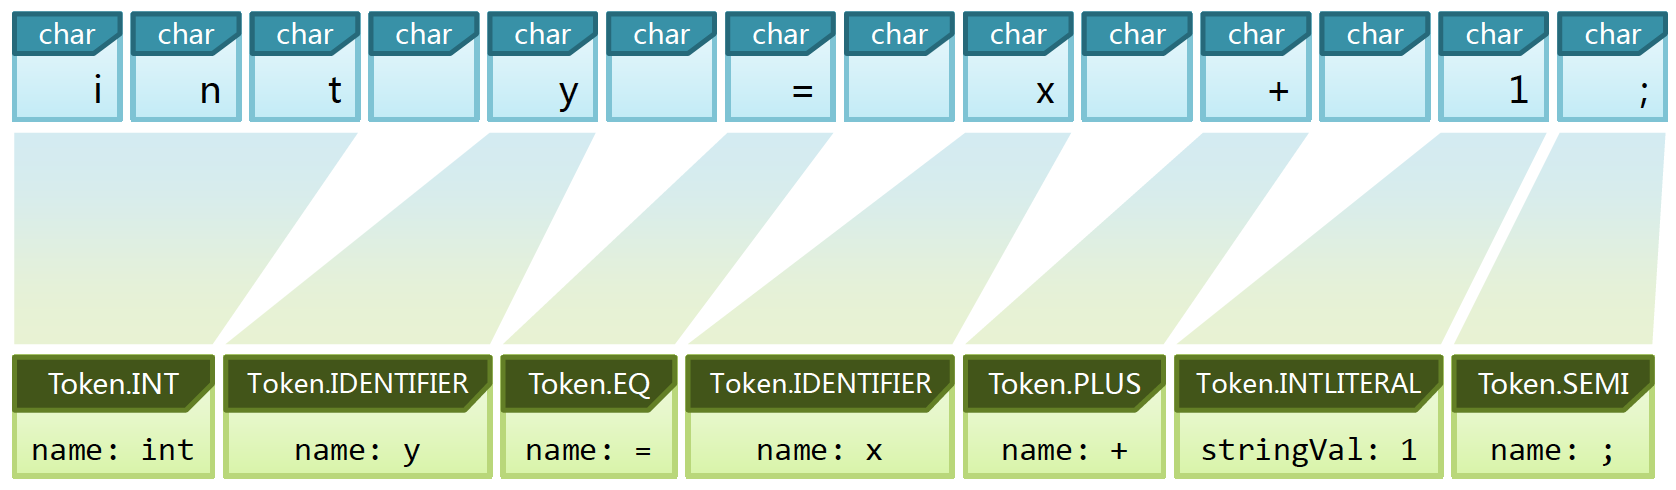 char char char char char char char char char char char char char char
i n t y = x + 1 ;
Token.INT Token.IDENTIFIER Token.EQ Token.IDENTIFIER Token.PLUS Token.INTLITERAL Token.SEMI
name: int name: y name: = name: x name: + stringVal: 1 name: ;